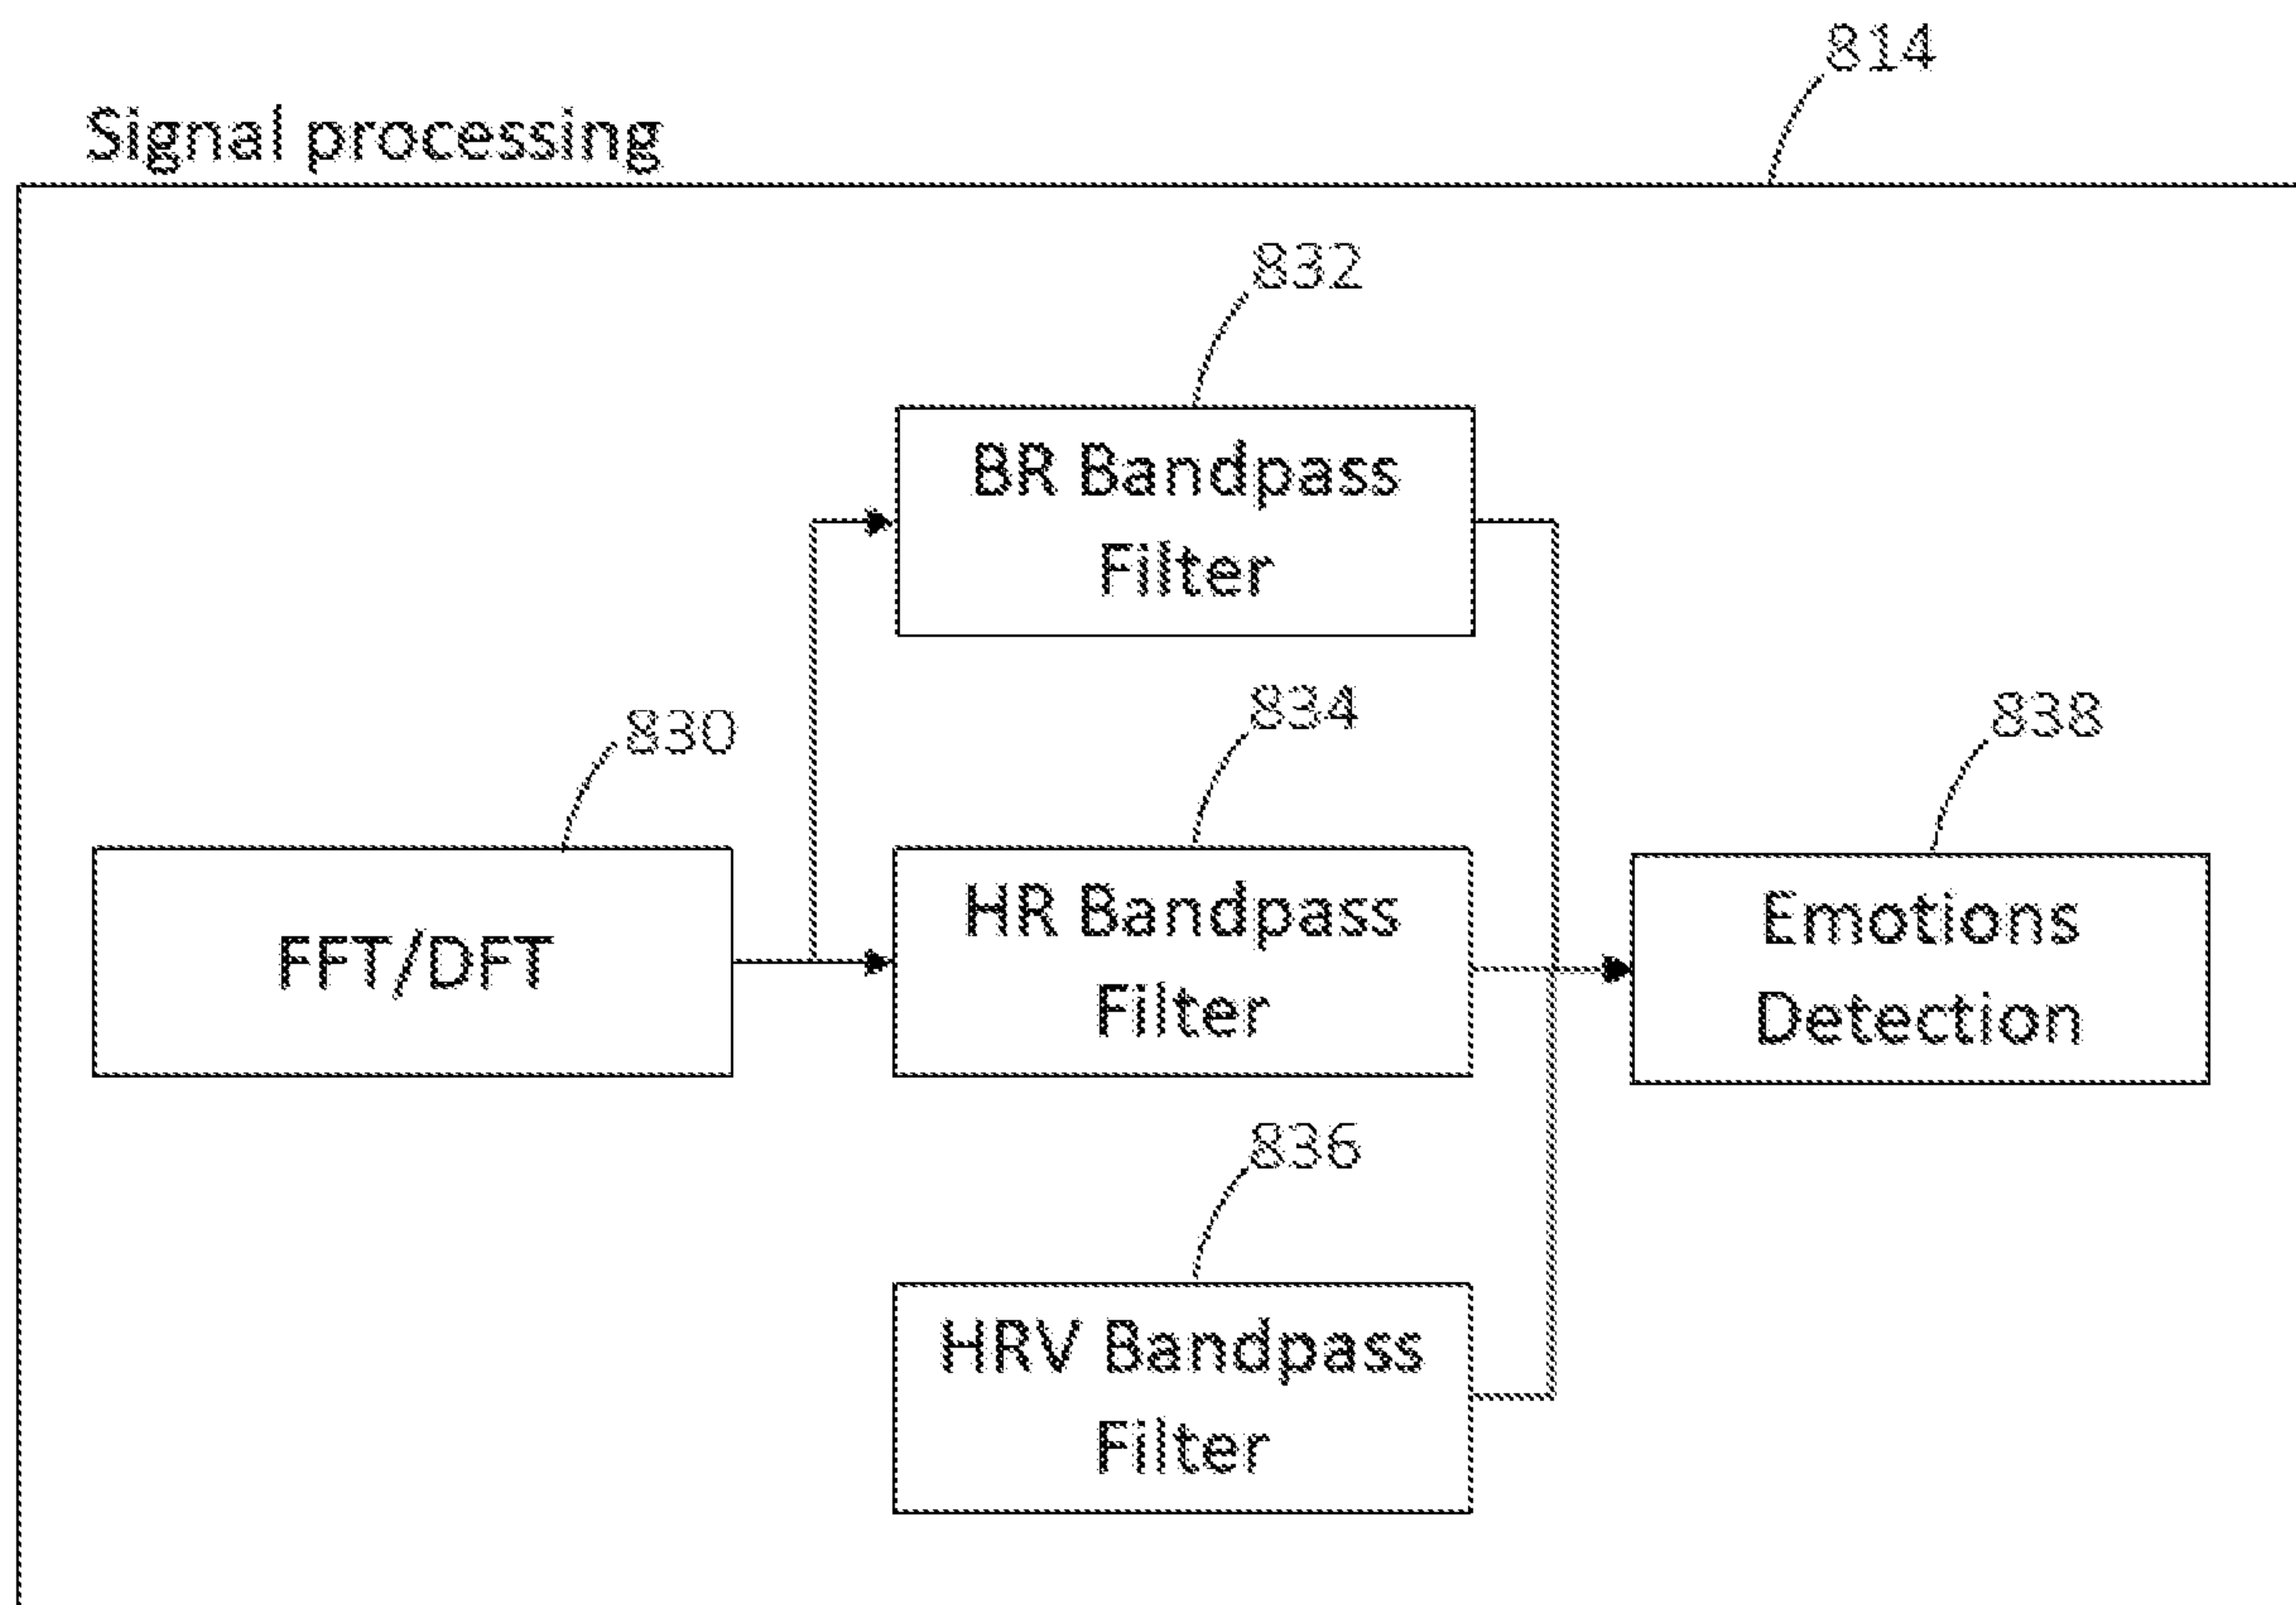 814
Signal processing
832
BR Bandpass
Filter
830
834
838
FFT/DFT
HR Bandpass
Filter
Emotions
Detection
836
HRV Bandpass
Filter